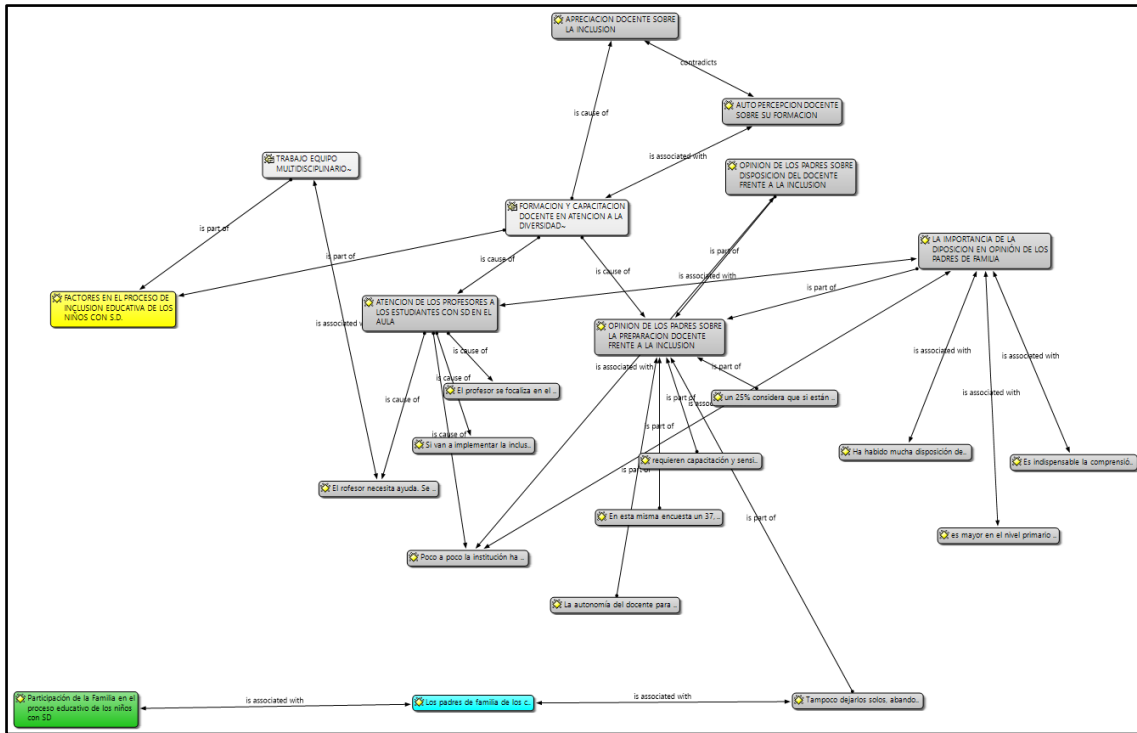 APRECIACION DOCENTE SOBRE
LA INCLUSION
contradicts
AUTO PERCEPCION DOCENTE
SOBRE SU FORMACION
is cause of
is associated with
TRABAJO EQUIPO
MULTIDISCIPLINARIO~
OPINION DE LOS PADRES SOBRE
DISPOSICION DEL DOCENTE
FRENTE A LA INCLUSION
FORMACION Y CAPACITACION
DOCENTE EN ATENCION A LA
DIVERSIDAD~
is part of
is part of
is part of
LA IMPORTANCIA DE LA
DIPOSICION EN OPINIÓN DE LOS
PADRES DE FAMILIA
is cause of
is cause of
is associated with
is part of
FACTORES EN EL PROCESO DE
INCLUSION EDUCATIVA DE LOS
NIÑOS CON S.D.
ATENCION DE LOS PROFESORES A
LOS ESTUDIANTES CON SD EN EL
AULA
is associated
OPINION DE LOS PADRES SOBRE
LA PREPARACION DOCENTE
FRENTE A LA INCLUSION
is cause of
is associated with
is part of
is associated with
is associated with
is associated with
is cause of
El profesor se focaliza en el ..
un 25% considera que si están ..
is cause of
is part of
is part of
is cause of
Si van a implementar la inclus..
requieren capacitación y sensi..
Ha habido mucha disposición de..
Es indispensable la comprensió..
is part of
El rofesor necesita ayuda. Se ..
En esta misma encuesta un 37, ..
is part of
es mayor en el nivel primario ..
Poco a poco la institución ha ..
La autonomía del docente para ..
Participación de la Familia en el
proceso educativo de los niños
con SD
is associated with
Los padres de familia de los c..
is associated with
Tampoco dejarlos solos, abando..